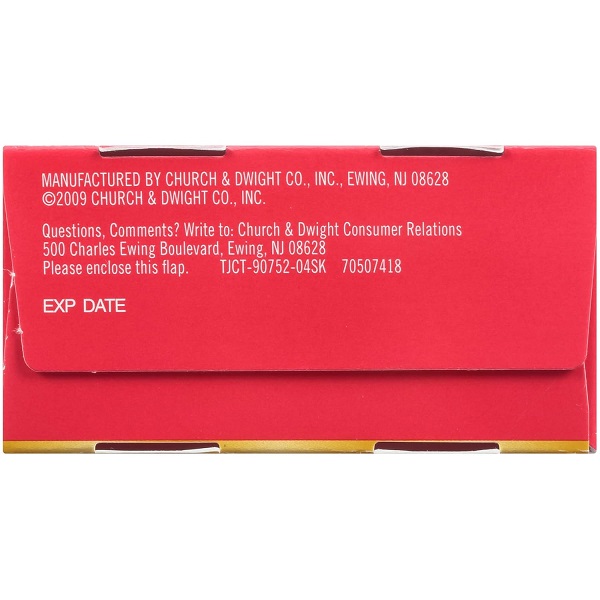 MANUFACTURED BY CHURCH & DWIGHT CO., INC., EWING, NJ 08628
©2009 CHURCH & DWIGHT CO., INC.
Questions, Comments? Write to: Church & Dwight Consumer Relations
500 Charles Ewing Boulevard, Ewing, NJ 08628
Please enclose this flap. TJCT-90752-04SK 70507418
EXP DATE